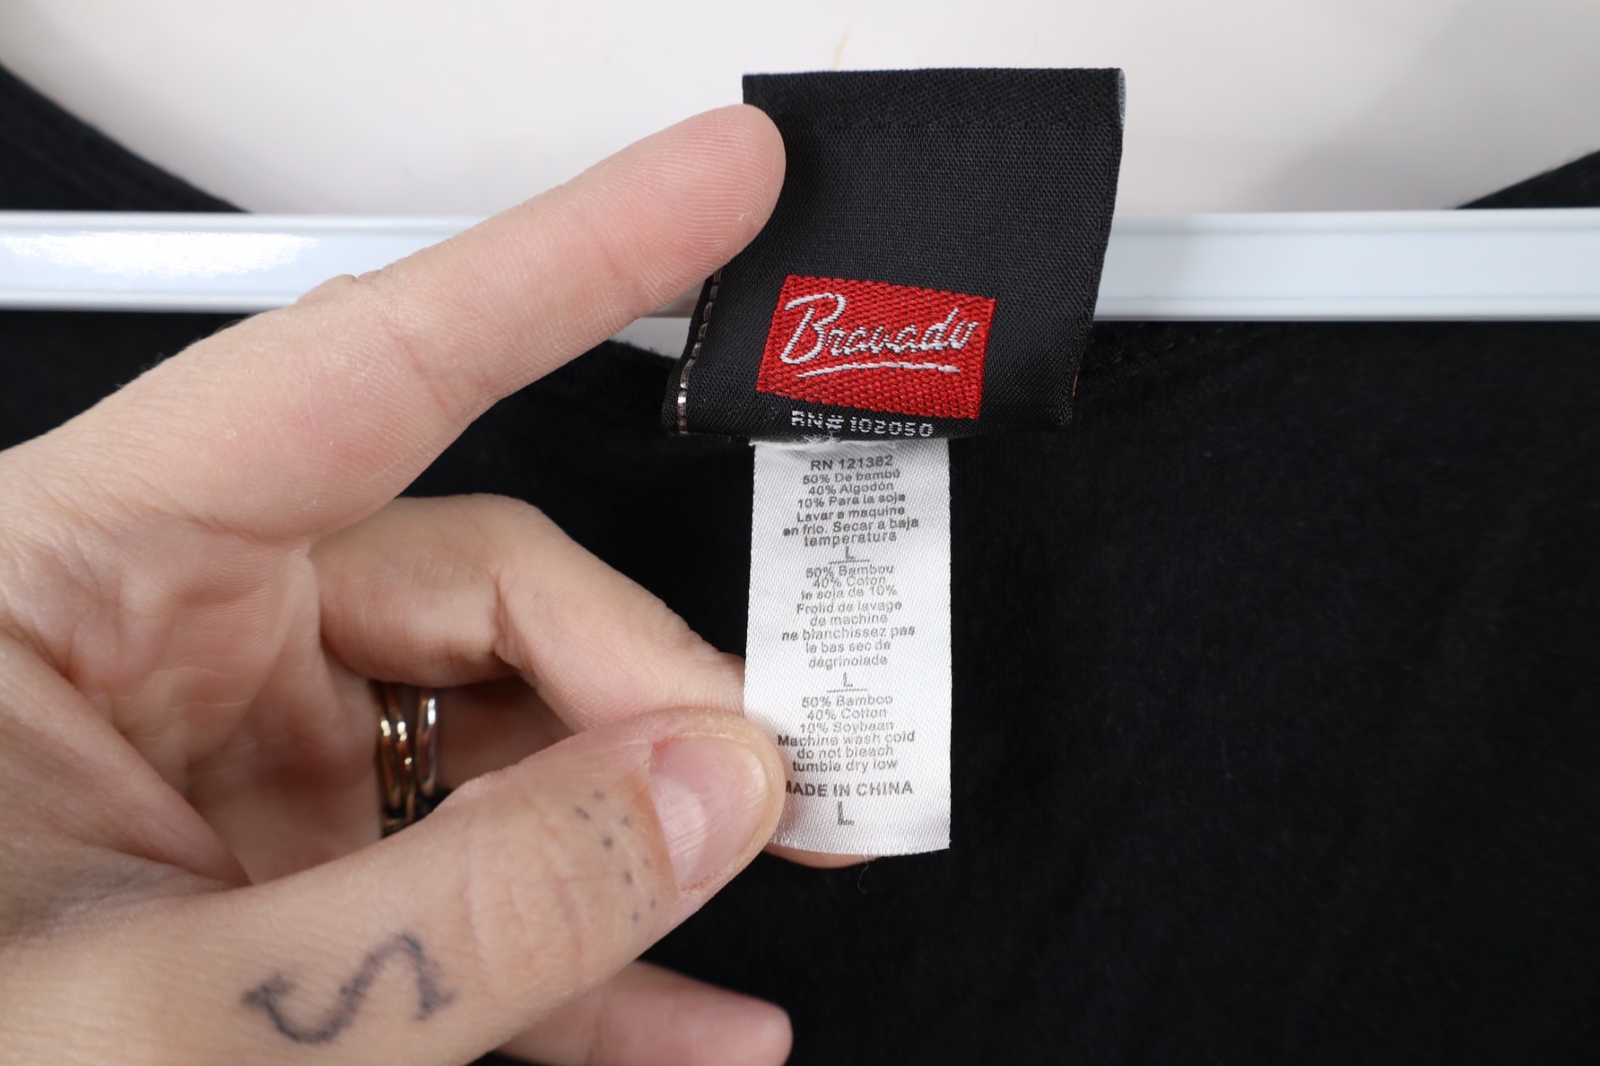 Bravado
RN#102050
RN 121382
50% De bambú
40% Algodón
10% Para la soja
Lavar a maquine
en frio. Secar a baja
temperatura
L
50% Bambou
40% Coton
le soja de 10%
Frolid de lavage
de machine
ne blanchissez pas
le bas sec de
dégrinolade
L
50% Bamboo
40% Cotton
10% Soybean
Machine wash cold
do not bleach
tumble dry low
MADE IN CHINA
L
S